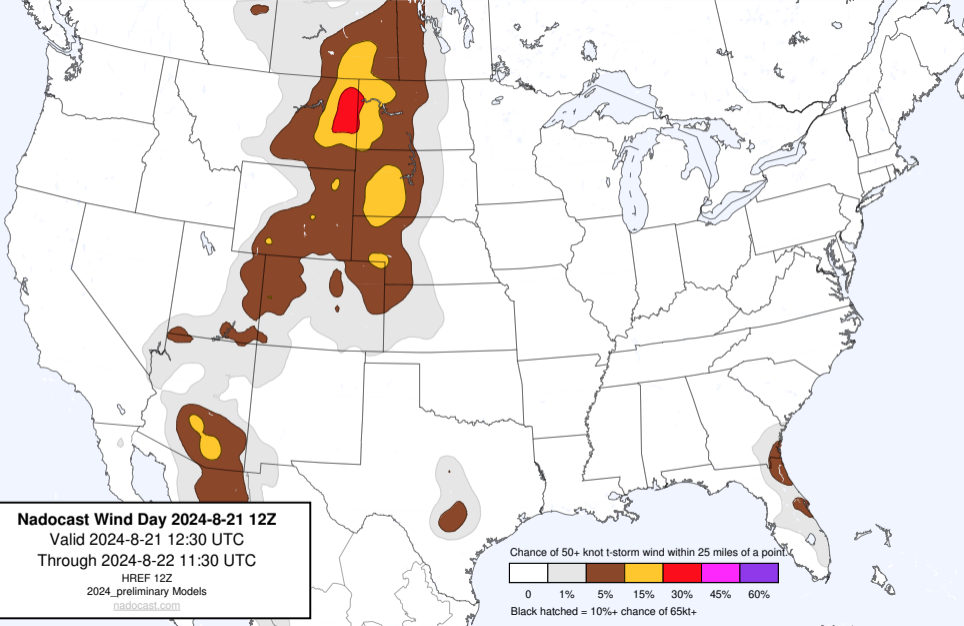 Nadocast Wind Day 2024-8-21 12Z
Valid 2024-8-21 12:30 UTC
Through 2024-8-22 11:30 UTC
HREF 12Z
2024_preliminary Models
nadocast.com
Chance of 50+ knot t-storm wind within 25 miles of a point.
0 1% 5% 15% 30% 45% 60%
Black hatched = 10%+ chance of 65kt+